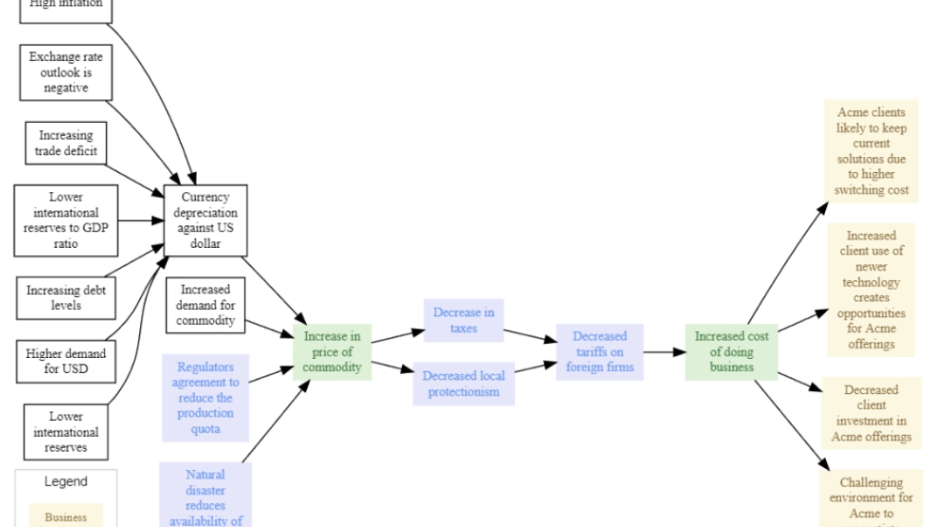 High inflation
Exchange rate
outlook is
negative
Increasing
trade deficit
Lower
international
reserves to GDP
ratio
Increasing debt
levels
Higher demand
for USD
Lower
international
reserves
Legend
Business
Currency
depreciation
against US
dollar
Increased
demand for
commodity
Regulators
agreement to
reduce the
production
quota
Natural
disaster
reduces
availability of
Increase in
price of
commodity
Decrease in
taxes
Decreased local
protectionism
Decreased
tariffs on
foreign firms
Increased cost
of doing
business
Acme clients
likely to keep
current
solutions due
to higher
switching cost
Increased
client use of
newer
technology
creates
opportunities
for Acme
offerings
Decreased
client
investment in
Acme offerings
Challenging
environment for
Acme to